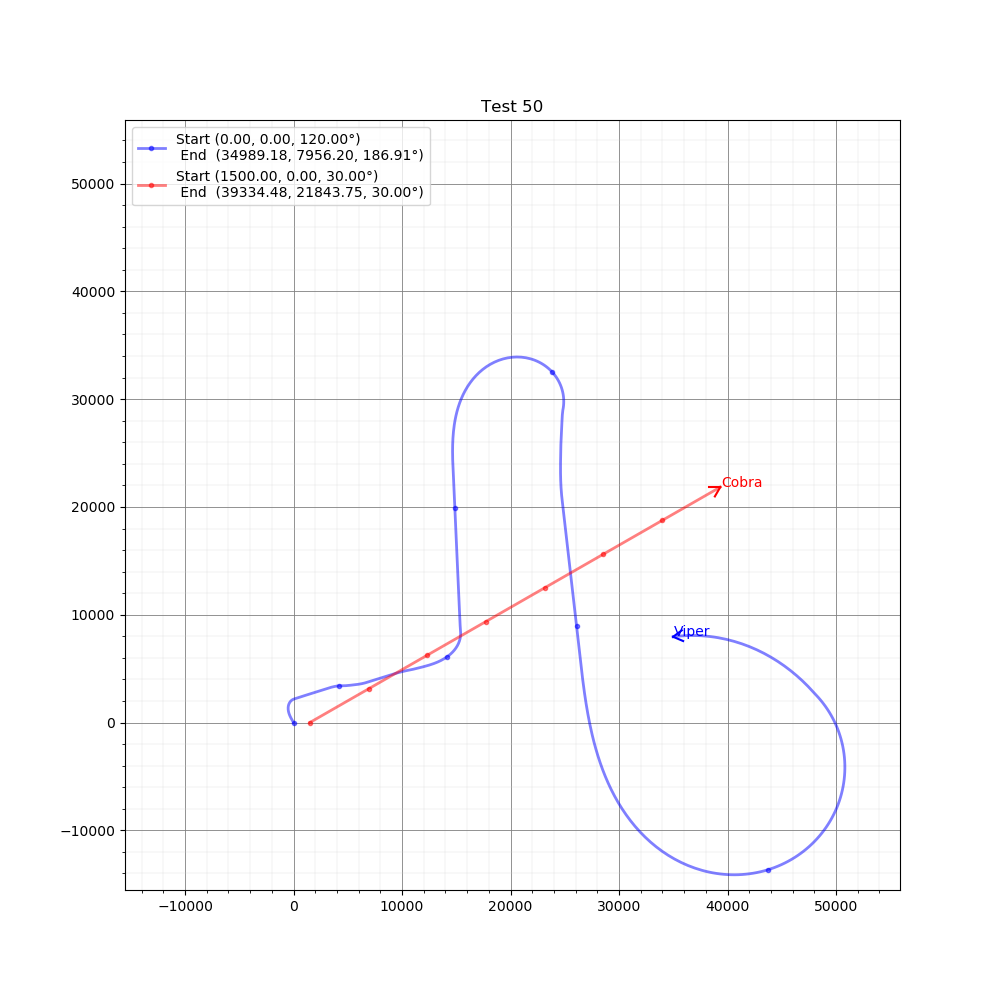 Test 50
Start (0.00, 0.00, 120.00°)
End  (34989.18, 7956.20, 186.91°)
Start (1500.00, 0.00, 30.00°)
End  (39334.48, 21843.75, 30.00°)
50000
40000
30000
20000
10000
0
−10000
Cobra
Viper
−10000 0 10000 20000 30000 40000 50000